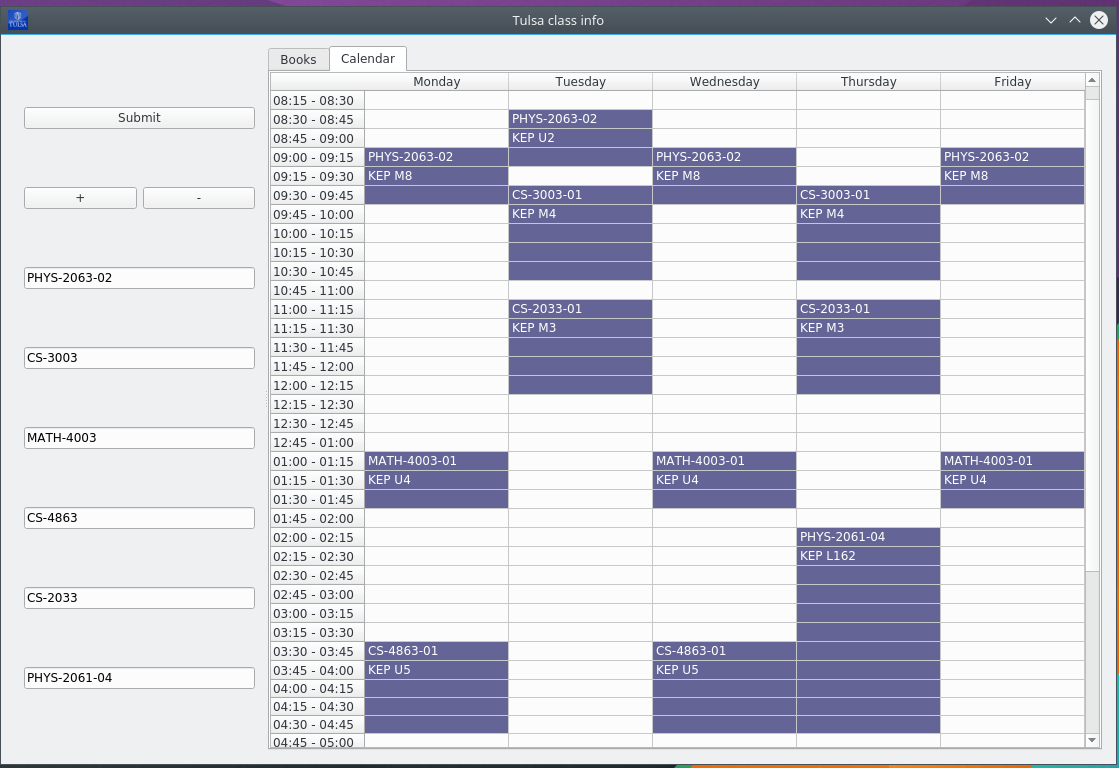 Tulsa class info
TULSA
Books Calendar
Submit
+ -
PHYS-2063-02
CS-3003
MATH-4003
CS-4863
CS-2033
PHYS-2061-04
Monday Tuesday Wednesday Thursday Friday
08:15 - 08:30
08:30 - 08:45 PHYS-2063-02
08:45 - 09:00 KEP U2
09:00 - 09:15 PHYS-2063-02 PHYS-2063-02 PHYS-2063-02
09:15 - 09:30 KEP M8 KEP M8 KEP M8
09:30 - 09:45 CS-3003-01 CS-3003-01
09:45 - 10:00 KEP M4 KEP M4
10:00 - 10:15
10:15 - 10:30
10:30 - 10:45
10:45 - 11:00
11:00 - 11:15 CS-2033-01 CS-2033-01
11:15 - 11:30 KEP M3 KEP M3
11:30 - 11:45
11:45 - 12:00
12:00 - 12:15
12:15 - 12:30
12:30 - 12:45
12:45 - 01:00
01:00 - 01:15 MATH-4003-01 MATH-4003-01 MATH-4003-01
01:15 - 01:30 KEP U4 KEP U4 KEP U4
01:30 - 01:45
01:45 - 02:00
02:00 - 02:15 PHYS-2061-04
02:15 - 02:30 KEP L162
02:30 - 02:45
02:45 - 03:00
03:00 - 03:15
03:15 - 03:30
03:30 - 03:45 CS-4863-01 CS-4863-01
03:45 - 04:00 KEP U5 KEP U5
04:00 - 04:15
04:15 - 04:30
04:30 - 04:45
04:45 - 05:00